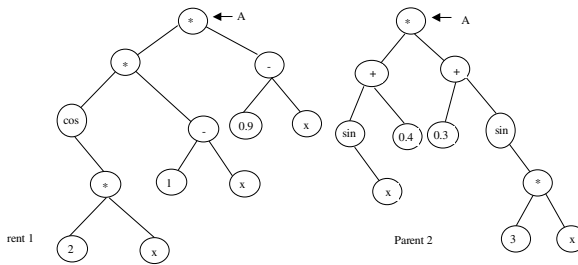 * A
* A
* -
+ +
cos
-
0.9
x
sin
0.4
0.3
sin
*
1
x
x
*
rent 1
2
x
Parent 2
3
x